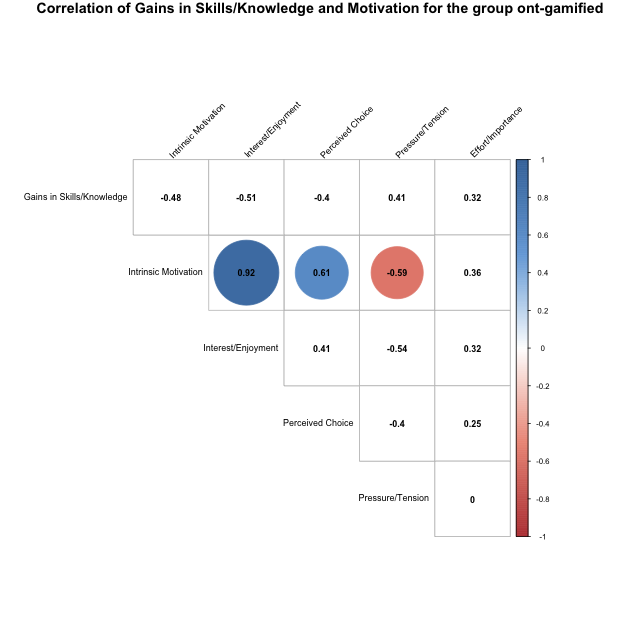 Correlation of Gains in Skills/Knowledge and Motivation for the group ont-gamified
Intrinsic Motivation
Interest/Enjoyment
Perceived Choice
Pressure/Tension
Effort/Importance
Gains in Skills/Knowledge -0.48 -0.51 -0.4 0.41 0.32
Intrinsic Motivation 0.92 0.61 -0.59 0.36
Interest/Enjoyment 0.41 -0.54 0.32
Perceived Choice -0.4 0.25
Pressure/Tension 0
1
0.8
0.6
0.4
0.2
0
-0.2
-0.4
-0.6
-0.8
-1